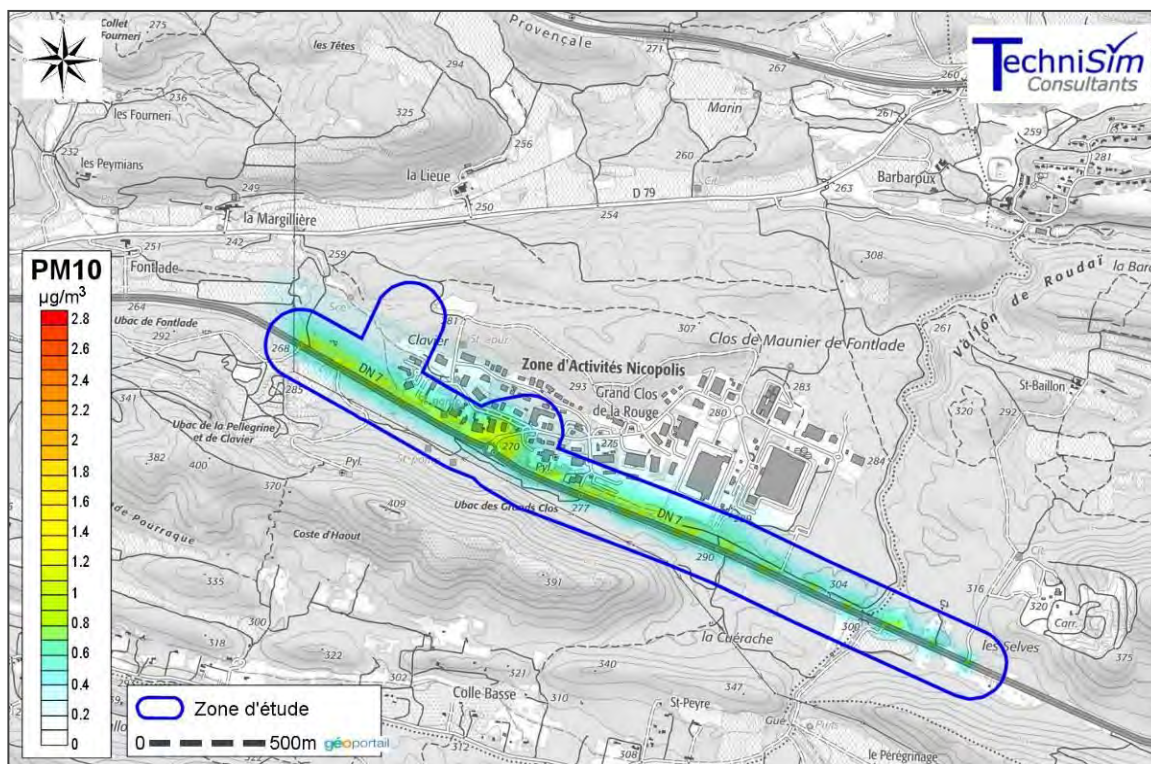 Collet
Fourneri
275
les Têtes
Provençale
271
267
TechniSim
Consultants
294
236
les Fourneri
325
Marin
260
261
232
les Peymians
256
260
259
281
la Lieue
249
250
D 79
254
263
Barbaroux
la Margillière
242
251
Fontlade
259
308
Vallon de Roudaï
la Bar
264
Ubac de Fontlade
292
281
Clavier
307
Clos de Maunier de Fontlade
261
PM10
µg/m³
2.8
2.6
2.4
2.2
2
1.8
1.6
1.4
1.2
1
0.8
0.6
0.4
0.2
0
268
DN 7
Zone d'Activités Nicopolis
293
Grand Clos
de la Rouge
280
283
St-Baillon
320
292
285
341
Ubac de la Pellegrine
et de Clavier
270
275
284
382
400
Pyl.
Pyl.
370
409
Ubac des Grands Clos
277
DN 7
Coste d'Haout
290
391
304
316
335
300
318
322
la Cuérache
les Selves
320
Carr.
375
302
321
340
Colle Basse
310
347
St-Peyre
312
308
Gué
Puits
le Pérégrinage
322
Zone d'étude
0
500m
géoportail